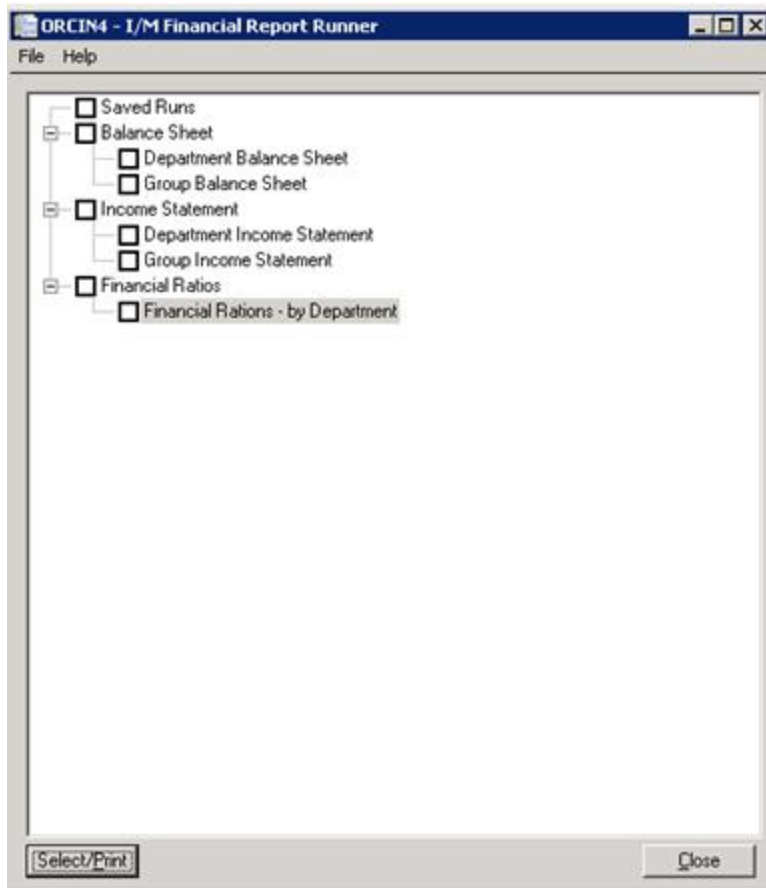 ORCIN4 - I/M Financial Report Runner
File Help
Saved Runs
Balance Sheet
Department Balance Sheet
Group Balance Sheet
Income Statement
Department Income Statement
Group Income Statement
Financial Ratios
Financial Rations - by Department
Select/Print Close